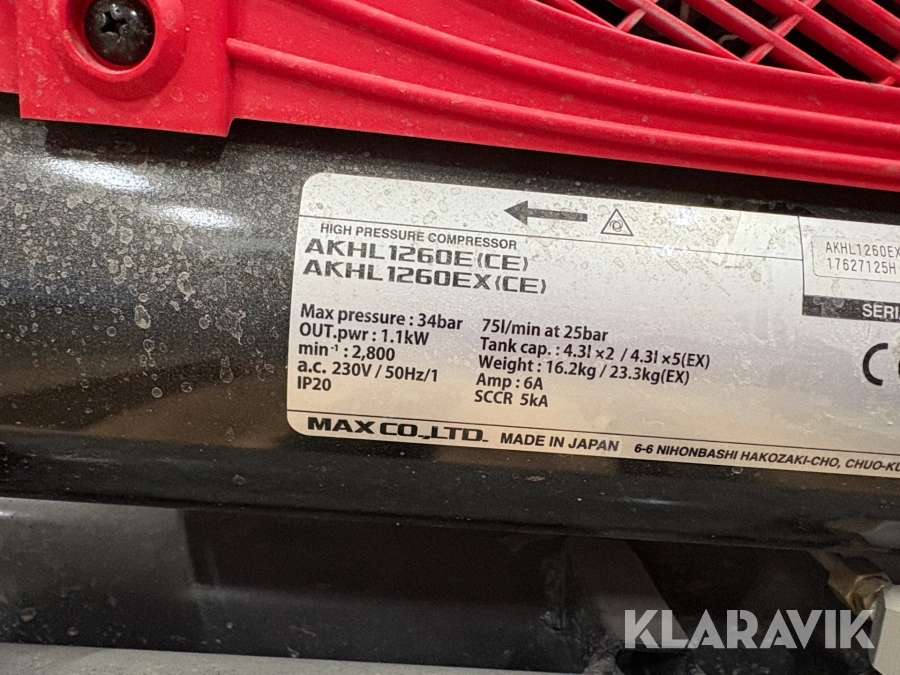 HIGH PRESSURE COMPRESSOR
AKHL1260E(CE)
AKHL1260EX(CE)
Max pressure : 34bar
OUT.pwr : 1.1kW
min⁻¹ : 2,800
a.c. 230V / 50Hz/1
IP20
75l/min at 25bar
Tank cap. : 4.3l ×2 / 4.3l ×5(EX)
Weight : 16.2kg / 23.3kg(EX)
Amp : 6A
SCCR 5kA
MAX CO.,LTD. MADE IN JAPAN 6-6 NIHONBASHI HAKOZAKI-CHO, CHUO-KU
AKHL1260EX
17627125H
SERI
CE
KLARAVIK